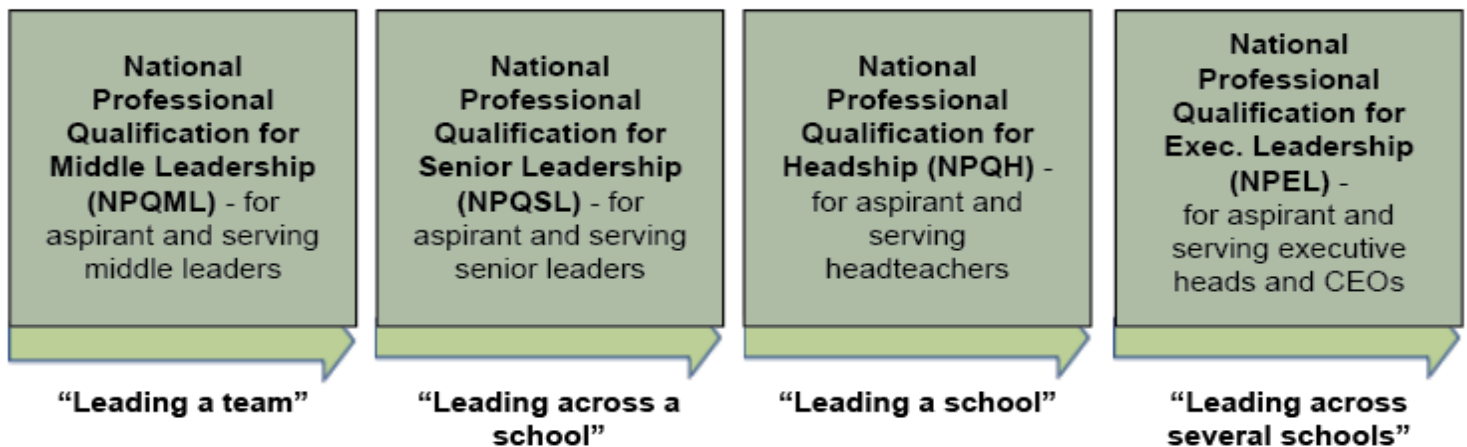 National
Professional
Qualification for
Middle Leadership
(NPQML) - for
aspirant and serving
middle leaders
“Leading a team”
National
Professional
Qualification for
Senior Leadership
(NPQSL) - for
aspirant and serving
senior leaders
“Leading across a
school”
National
Professional
Qualification for
Headship (NPQH) -
for aspirant and
serving
headteachers
“Leading a school”
National
Professional
Qualification for
Exec. Leadership
(NPEL) -
for aspirant and
serving executive
heads and CEOs
“Leading across
several schools”